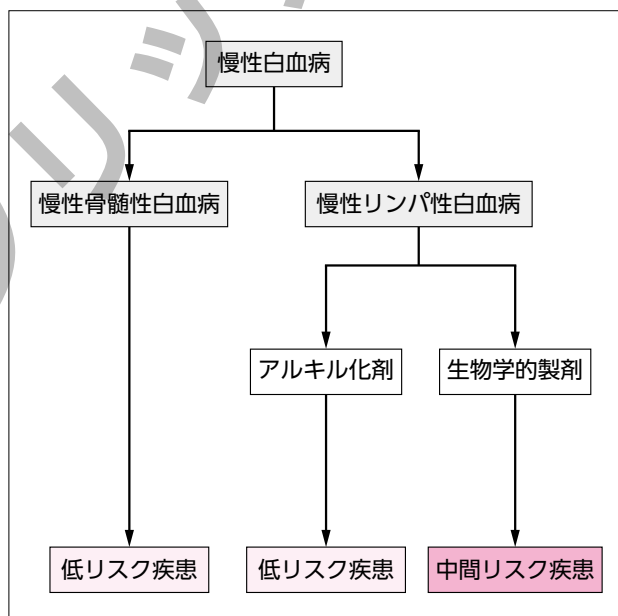 慢性白血病
慢性骨髄性白血病
慢性リンパ性白血病
アルキル化剤
生物学的製剤
低リスク疾患
低リスク疾患
中間リスク疾患